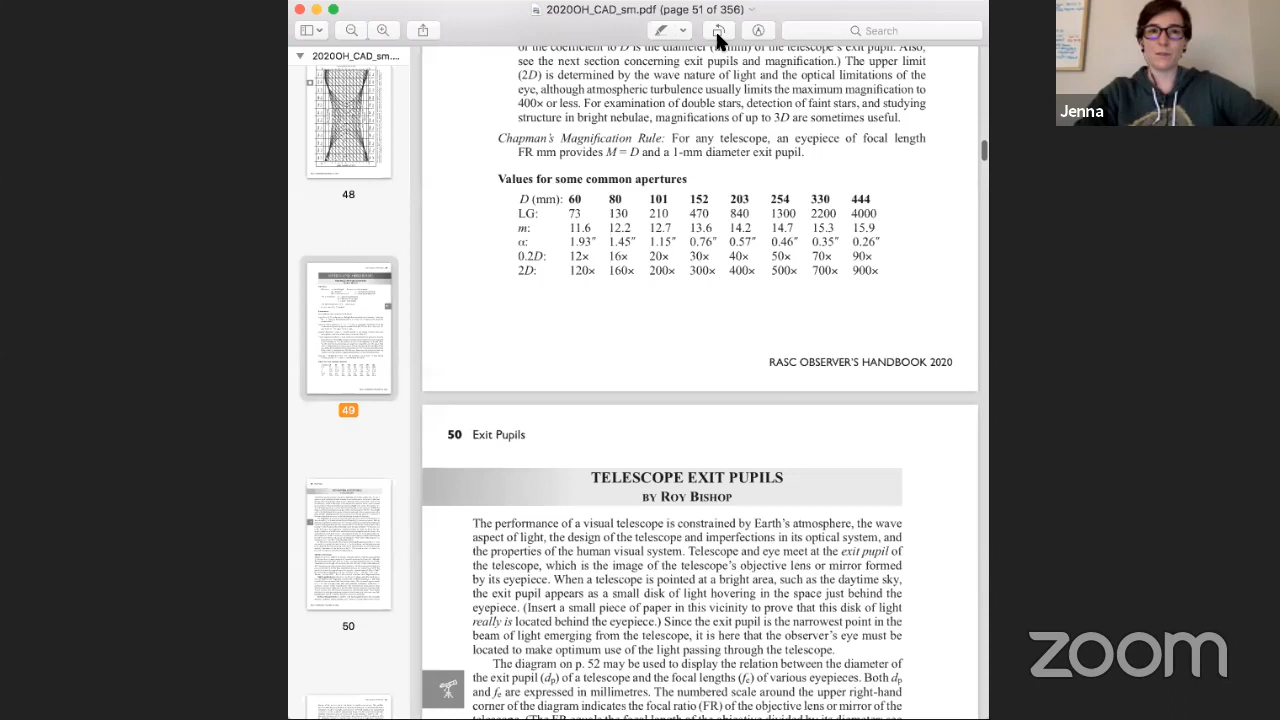 2020OH_CAD_sm.pdf (page 51 of 356)
Search
2020OH_CAD_sm....
48
49
50
see next section concerning exit pupils and magnification.) The upper limit
(2D) is determined by the wave nature of light and the optical limitations of the
eye, although atmospheric turbulence usually limits the maximum magnification to
400× or less. For examination of double stars, detection of faint stars, and studying
structure in bright nebulae, magnifications of up to 3D are sometimes useful.
Chapman's Magnification Rule: For any telescope, an eyepiece of focal length
FR mm provides M = D and a 1-mm diameter exit pupil.
Values for some common apertures
D (mm): 60 80 101 152 203 254 330 444
LG: 73 130 210 470 840 1300 2200 4000
m: 11.6 12.2 12.7 13.6 14.2 14.7 15.3 15.9
α: 1.93″ 1.45″ 1.15″ 0.76″ 0.57″ 0.46″ 0.35″ 0.26″
0.2D: 12× 16× 20× 30× 40× 50× 70× 90×
2D: 120× 160× 200× 300× 400× 500× 700× 900×
RASC OBSERVER'S HANDBOOK 2020
50 Exit Pupils
TELESCOPE EXIT PUPILS
BY ROY BISHOP
The performance of a visual telescope is constrained by Earth's atmosphere, the wave
aspect of light, the design of the telescope and imperfections in its optical system, and
the properties of the human visual system. Telescope and eye meet at the exit pupil of
the telescope, which is the image of the telescope's objective lens or mirror formed
by its eyepiece. When a telescope is pointed at a bright area, such as the daytime sky,
the exit pupil appears as a small disk of light hovering in the space just behind the
eyepiece. (Insert a small piece of paper in this vicinity to prove that this disk of light
really is located behind the eyepiece.) Since the exit pupil is the narrowest point in the
beam of light emerging from the telescope, it is here that the observer's eye must be
located to make optimum use of the light passing through the telescope.
The diagram on p. 52 may be used to display the relation between the diameter of
the exit pupil (dp) of a telescope and the focal lengths (fe) of various eyepieces. Both dp
and fe are expressed in millimetres. The numbered scale around the upper right-hand
corner of the diagram indicates the focal ratio (FR) of the objective lens or mirror of the
Jenna
zoom